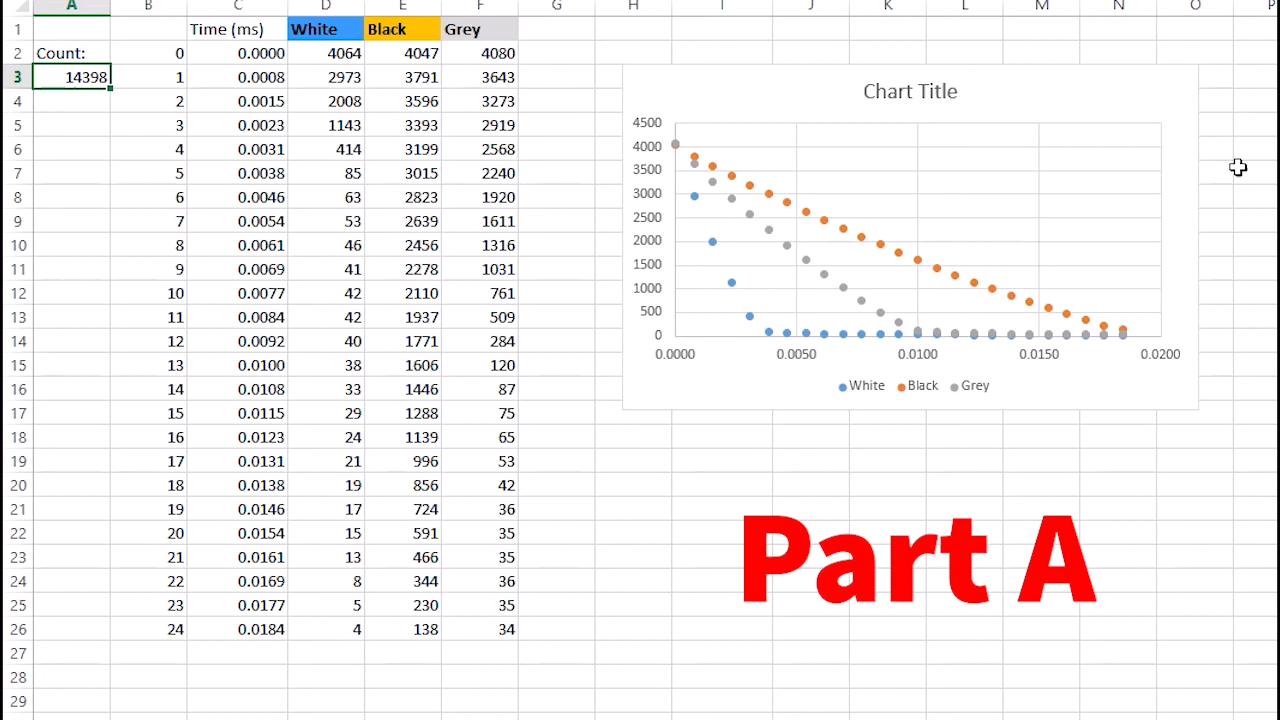 A B C D E F G H I J K L M N O P
1 Time (ms) White Black Grey
2 Count: 0 0.0000 4064 4047 4080
3 14398 1 0.0008 2973 3791 3643
4 2 0.0015 2008 3596 3273
5 3 0.0023 1143 3393 2919
6 4 0.0031 414 3199 2568
7 5 0.0038 85 3015 2240
8 6 0.0046 63 2823 1920
9 7 0.0054 53 2639 1611
10 8 0.0061 46 2456 1316
11 9 0.0069 41 2278 1031
12 10 0.0077 42 2110 761
13 11 0.0084 42 1937 509
14 12 0.0092 40 1771 284
15 13 0.0100 38 1606 120
16 14 0.0108 33 1446 87
17 15 0.0115 29 1288 75
18 16 0.0123 24 1139 65
19 17 0.0131 21 996 53
20 18 0.0138 19 856 42
21 19 0.0146 17 724 36
22 20 0.0154 15 591 35
23 21 0.0161 13 466 35
24 22 0.0169 8 344 36
25 23 0.0177 5 230 35
26 24 0.0184 4 138 34
27
28
29
Chart Title
4500
4000
3500
3000
2500
2000
1500
1000
500
0
0.0000 0.0050 0.0100 0.0150 0.0200
White Black Grey
Part A